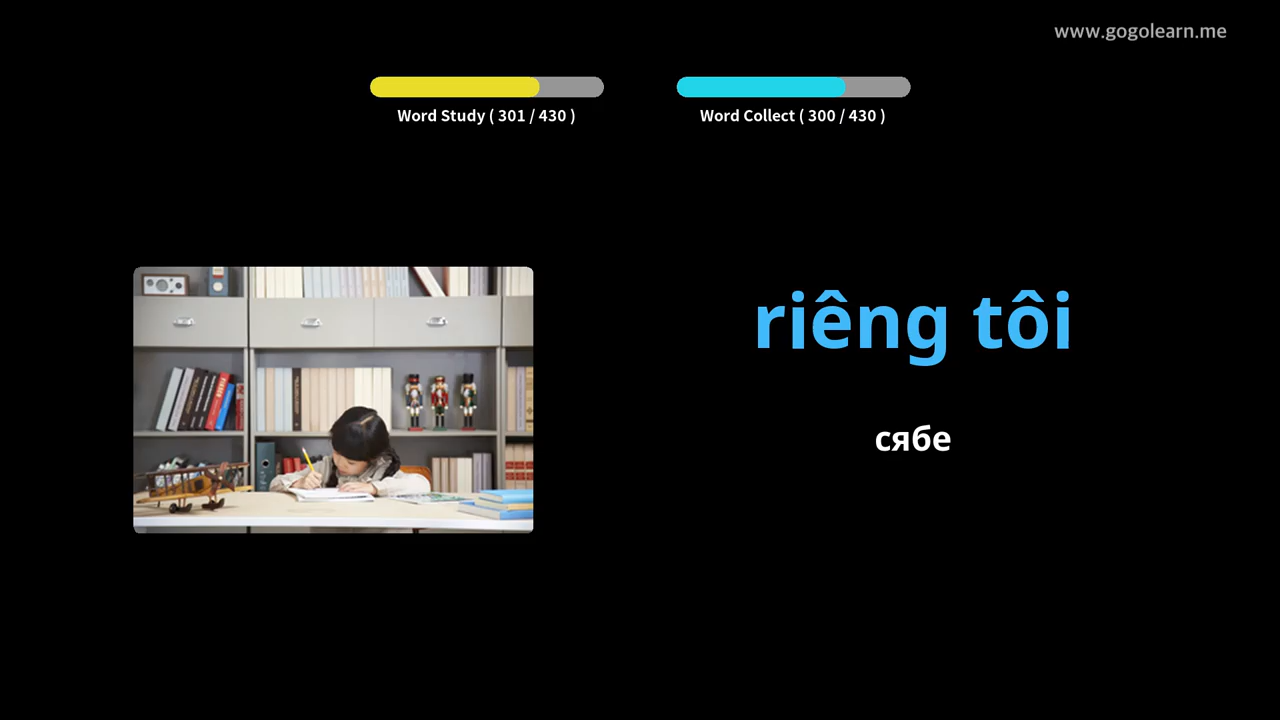 www.gogolearn.me
Word Study ( 301 / 430 )
Word Collect ( 300 / 430 )
riêng tôi
сябе